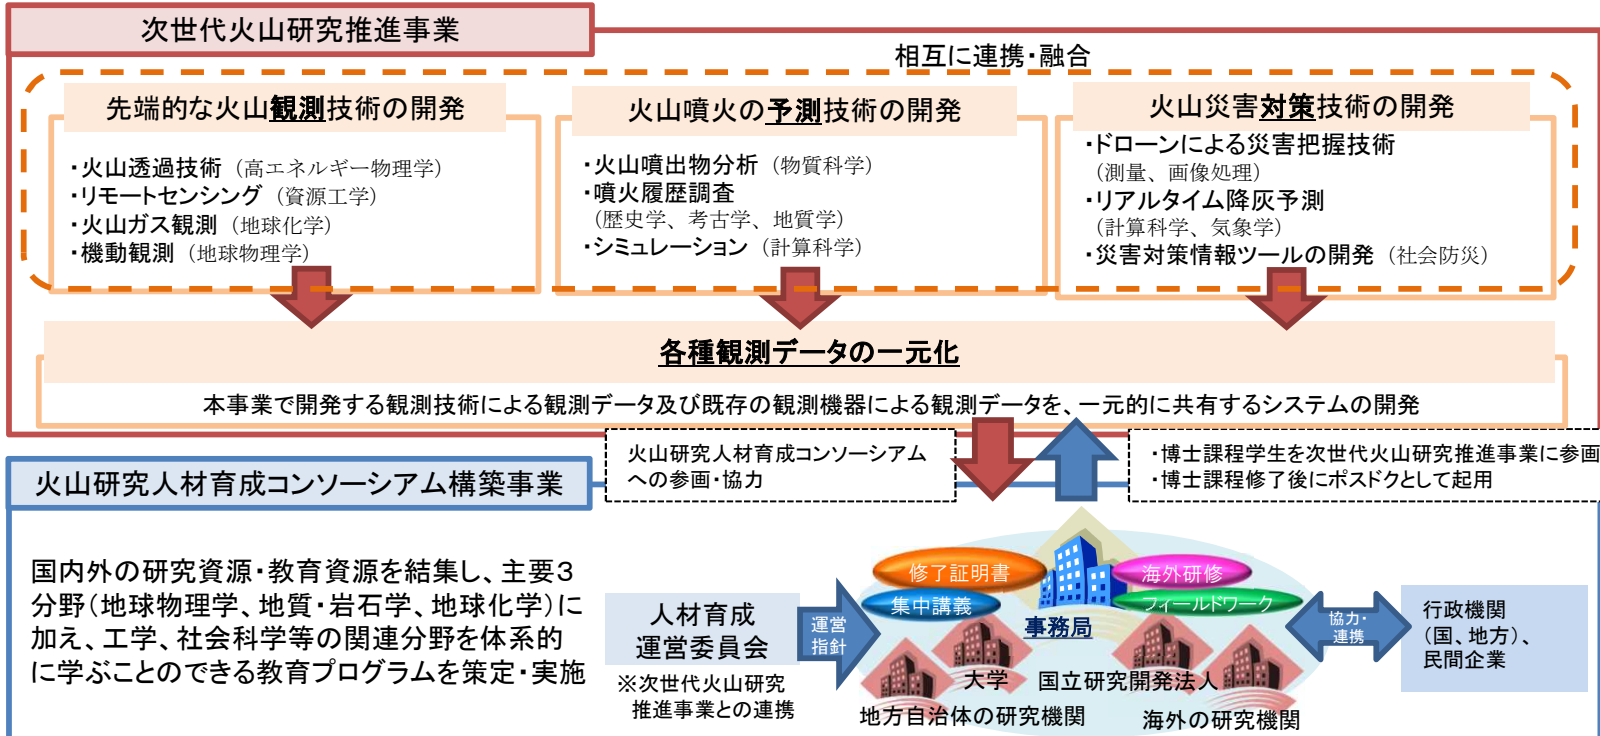 次世代火山研究推進事業
相互に連携・融合
先端的な火山観測技術の開発
・火山透過技術（高エネルギー物理学）
・リモートセンシング（資源工学）
・火山ガス観測（地球化学）
・機動観測（地球物理学）
火山噴火の予測技術の開発
・火山噴出物分析（物質科学）
・噴火履歴調査
（歴史学、考古学、地質学）
・シミュレーション（計算科学）
火山災害対策技術の開発
・ドローンによる災害把握技術
（測量、画像処理）
・リアルタイム降灰予測
（計算科学、気象学）
・災害対策情報ツールの開発（社会防災）
各種観測データの一元化
本事業で開発する観測技術による観測データ及び既存の観測機器による観測データを、一元的に共有するシステムの開発
火山研究人材育成コンソーシアム
への参画・協力
・博士課程学生を次世代火山研究推進事業に参画
・博士課程修了後にポスドクとして起用
火山研究人材育成コンソーシアム構築事業
国内外の研究資源・教育資源を結集し、主要３
分野（地球物理学、地質・岩石学、地球化学）に
加え、工学、社会科学等の関連分野を体系的
に学ぶことのできる教育プログラムを策定・実施
人材育成
運営委員会
※次世代火山研究
推進事業との連携
運営
指針
修了証明書
海外研修
集中講義
フィールドワーク
事務局
大学
国立研究開発法人
地方自治体の研究機関
海外の研究機関
協力・
連携
行政機関
（国、地方）、
民間企業